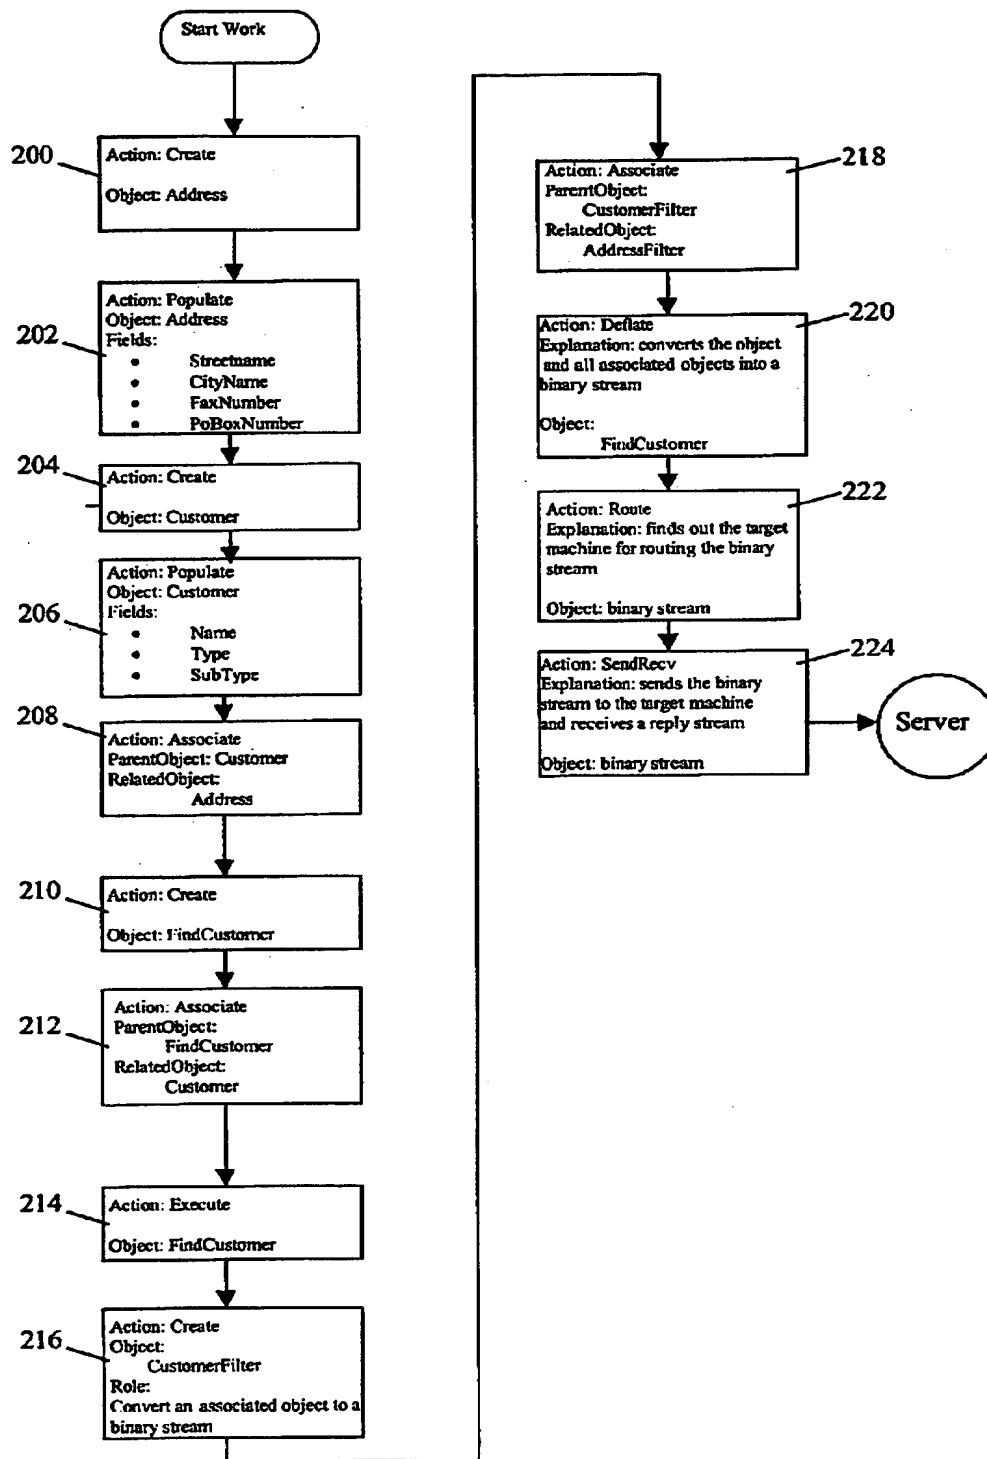 Start Work
200
Action: Create
Object: Address
202
Action: Populate
Object: Address
Fields:
• Streetname
• CityName
• FaxNumber
• PoBoxNumber
204
Action: Create
Object: Customer
206
Action: Populate
Object: Customer
Fields:
• Name
• Type
• SubType
208
Action: Associate
ParentObject: Customer
RelatedObject:
Address
210
Action: Create
Object: FindCustomer
212
Action: Associate
ParentObject:
FindCustomer
RelatedObject:
Customer
214
Action: Execute
Object: FindCustomer
216
Action: Create
Object:
CustomerFilter
Role:
Convert an associated object to a
binary stream
218
Action: Associate
ParentObject:
CustomerFilter
RelatedObject:
AddressFilter
220
Action: Deflate
Explanation: converts the object
and all associated objects into a
binary stream
Object:
FindCustomer
222
Action: Route
Explanation: finds out the target
machine for routing the binary
stream
Object: binary stream
224
Action: SendRecv
Explanation: sends the binary
stream to the target machine
and receives a reply stream
Object: binary stream
Server